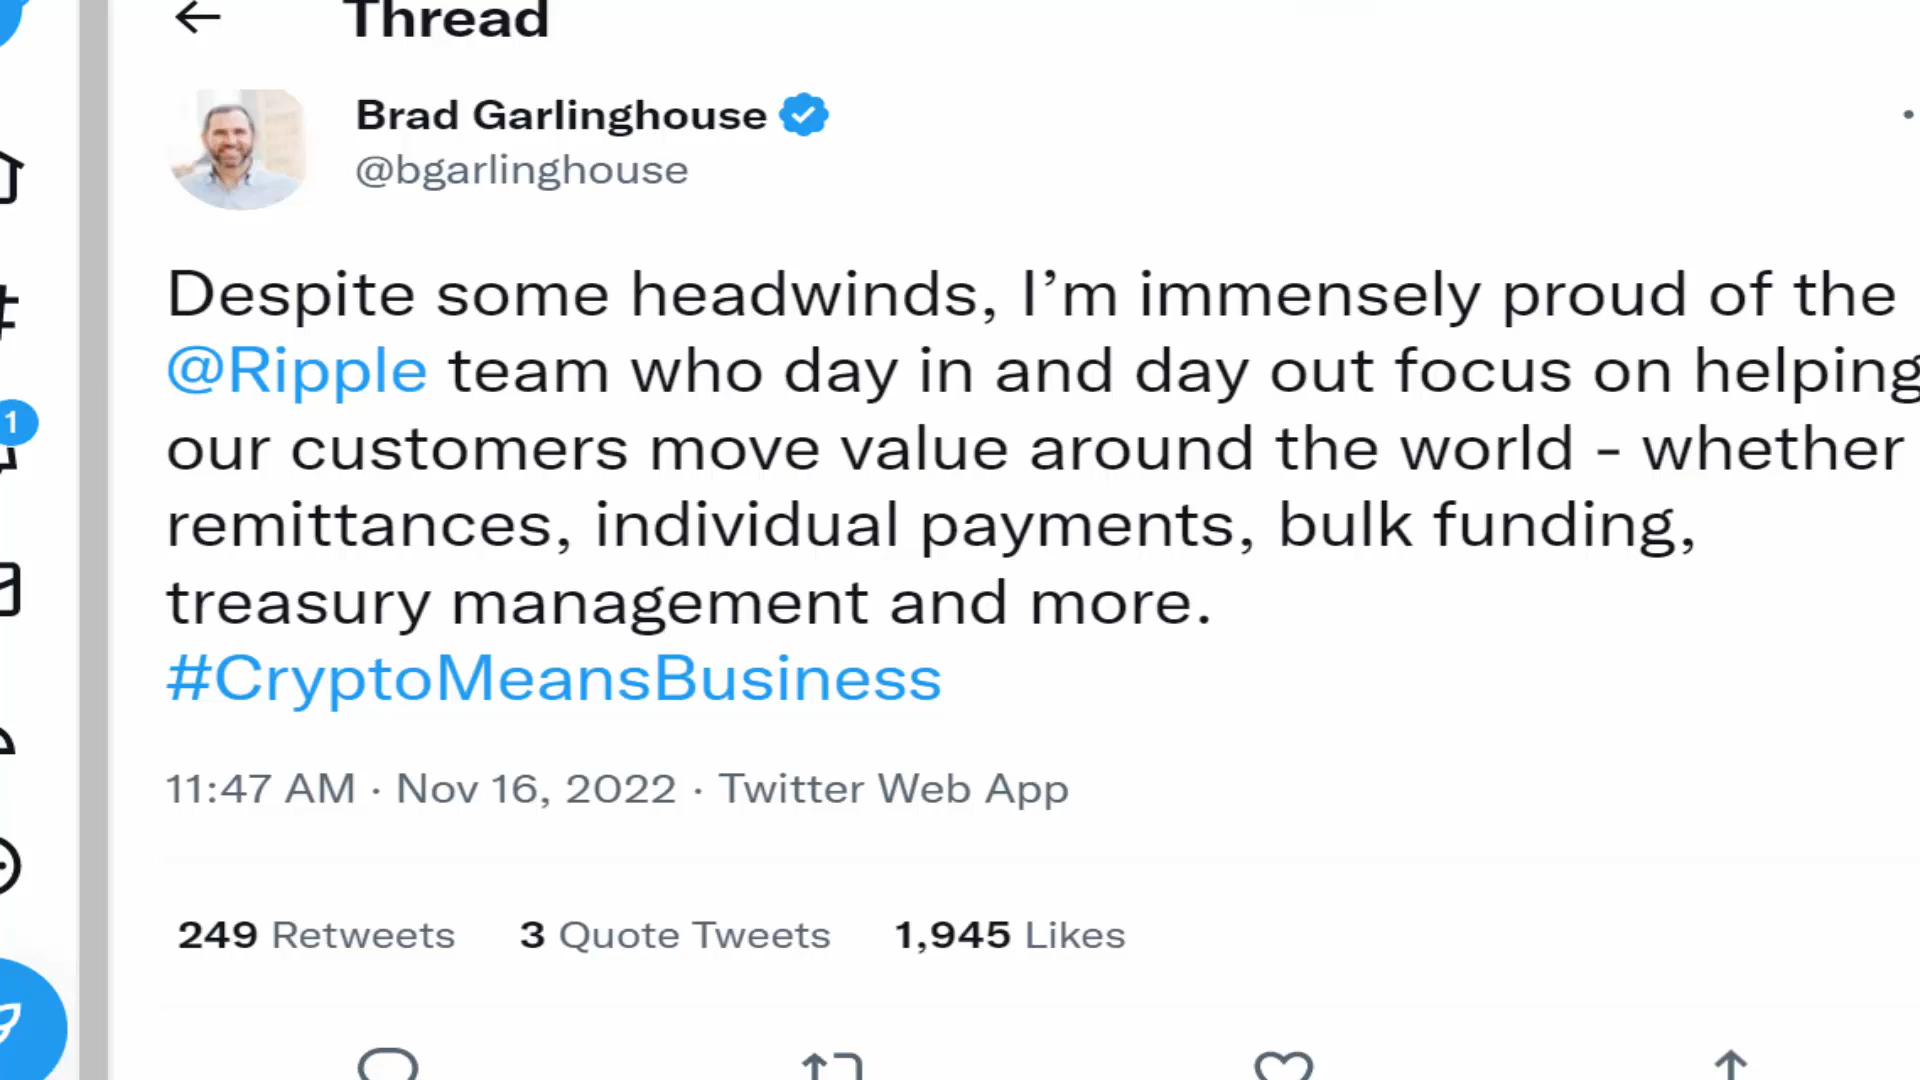 Thread
Brad Garlinghouse
@bgarlinghouse
Despite some headwinds, I’m immensely proud of the
@Ripple team who day in and day out focus on helping
our customers move value around the world - whether
remittances, individual payments, bulk funding,
treasury management and more.
#CryptoMeansBusiness
11:47 AM · Nov 16, 2022 · Twitter Web App
249 Retweets 3 Quote Tweets 1,945 Likes
1